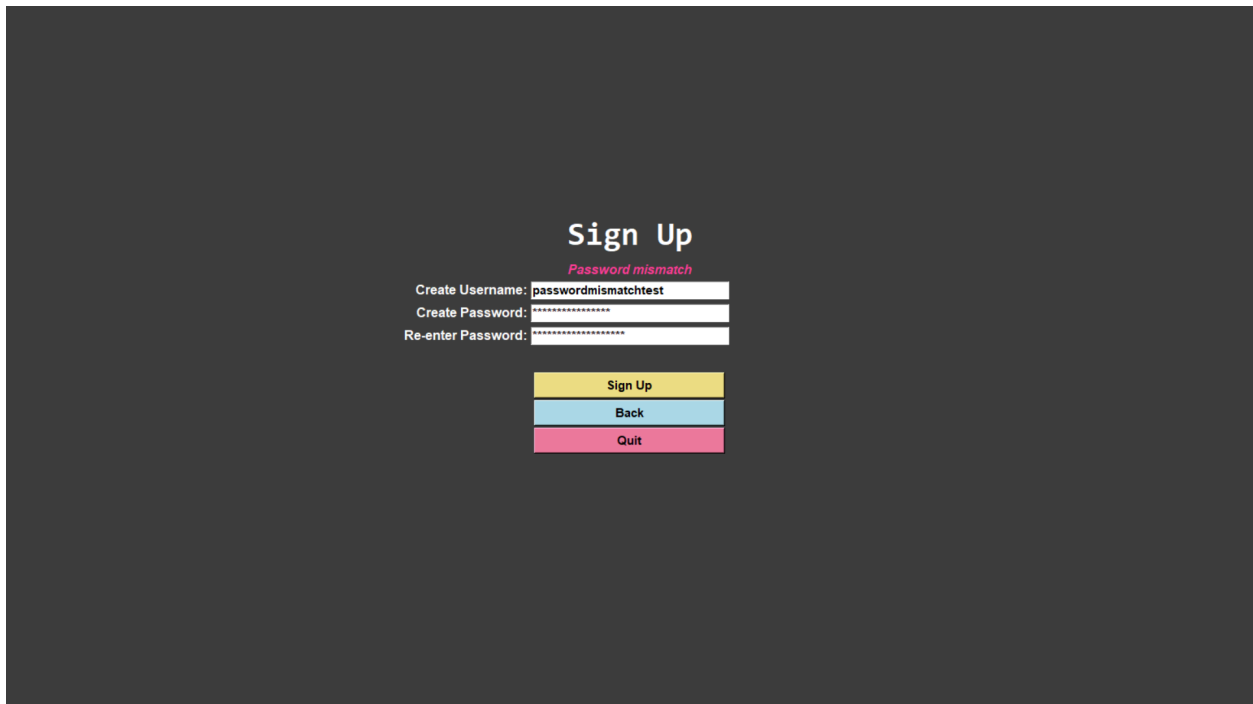 Sign Up
Password mismatch
Create Username: passwordmismatchtest
Create Password: ****************
Re-enter Password: *******************
Sign Up
Back
Quit